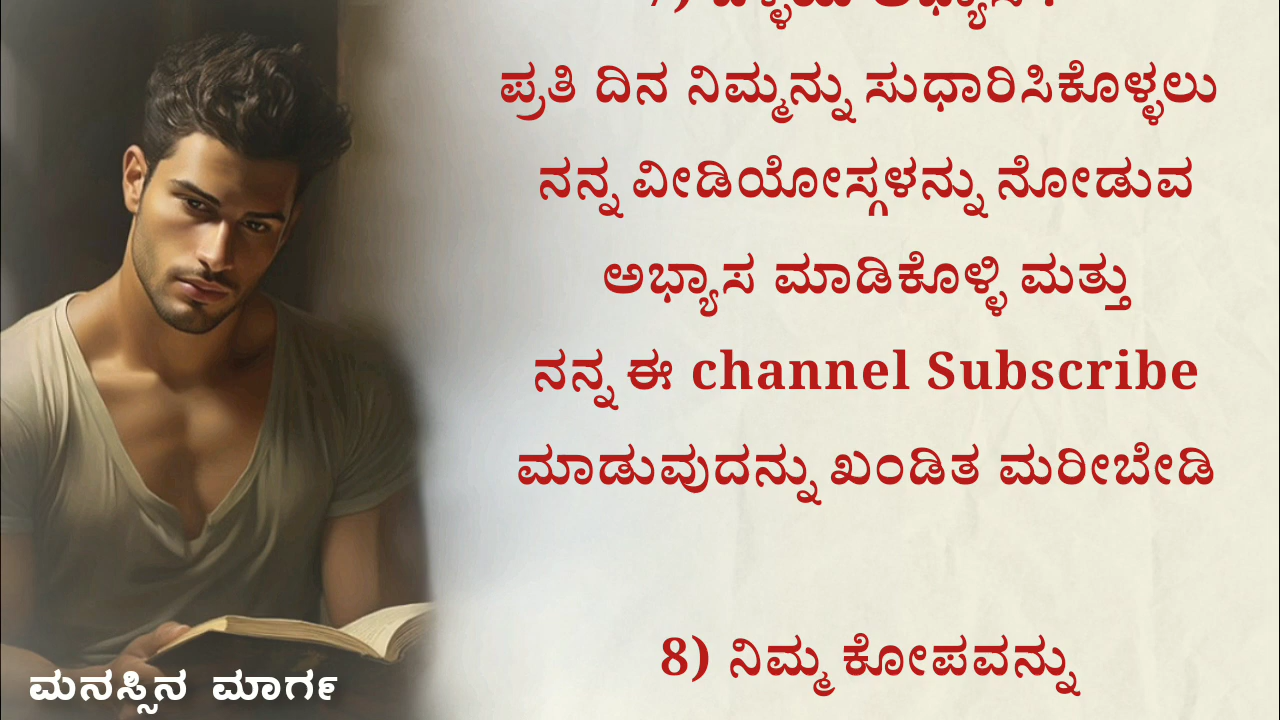 ಪ್ರತಿ ದಿನ ನಿಮ್ಮನ್ನು ಸುಧಾರಿಸಿಕೊಳ್ಳಲು
ನನ್ನ ವೀಡಿಯೋಸ್ಗಳನ್ನು ನೋಡುವ
ಅಭ್ಯಾಸ ಮಾಡಿಕೊಳ್ಳಿ ಮತ್ತು
ನನ್ನ ಈ channel Subscribe
ಮಾಡುವುದನ್ನು ಖಂಡಿತ ಮರೀಬೇಡಿ
8) ನಿಮ್ಮ ಕೋಪವನ್ನು
ಮನಸ್ಸಿನ ಮಾರ್ಗ